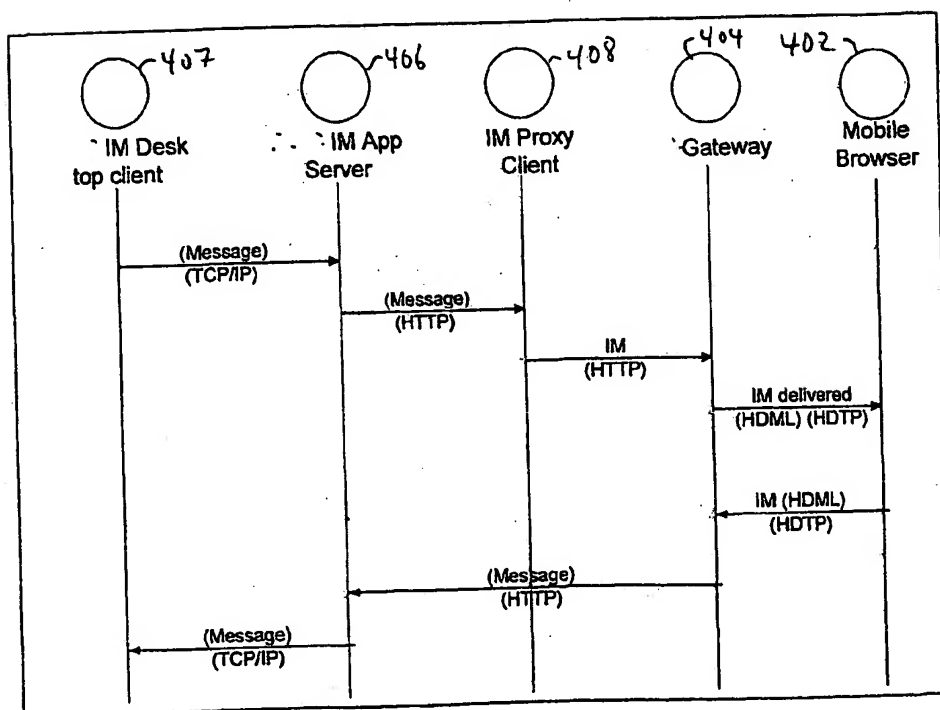 407
406
408
404
402
IM Desk
top client
IM App
Server
IM Proxy
Client
Gateway
Mobile
Browser
(Message)
(TCP/IP)
(Message)
(HTTP)
IM
(HTTP)
IM delivered
(HDML) (HDTP)
IM (HDML)
(HDTP)
(Message)
(HTTP)
(Message)
(TCP/IP)